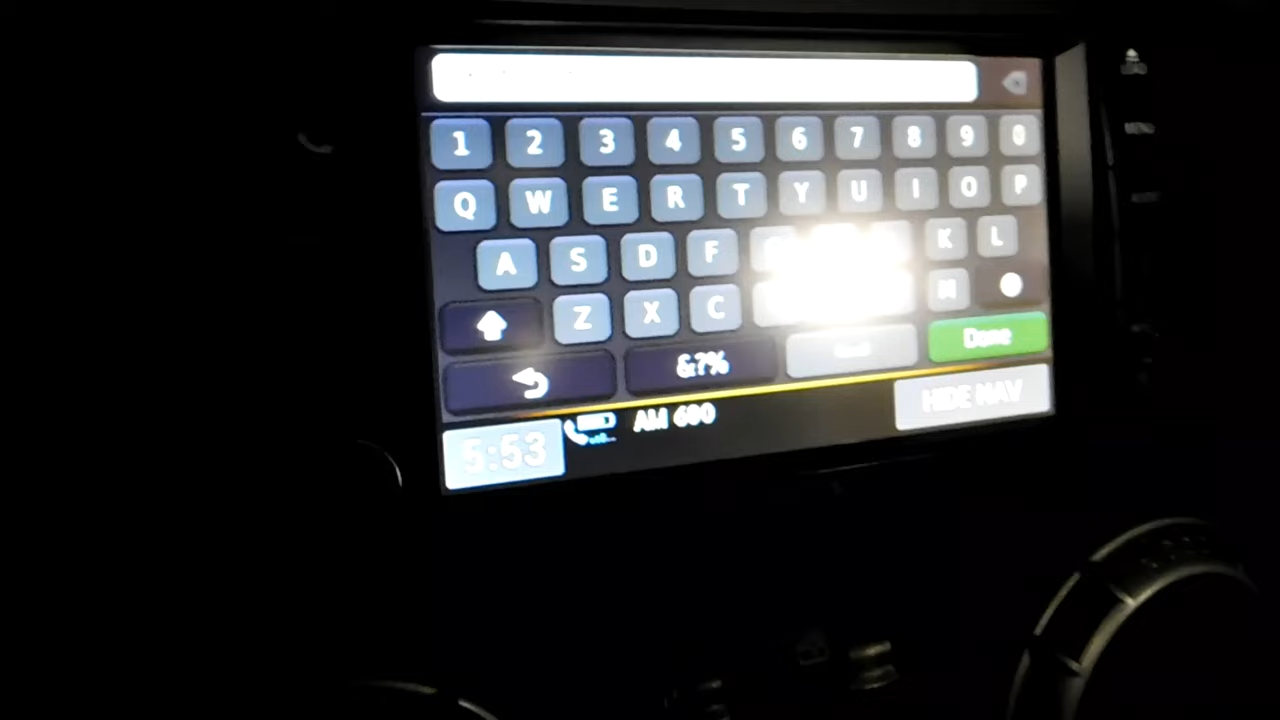 1 2 3 4 5 6 7 8 9 0
Q W E R T Y U I O P
A S D F K L
Z X C M
&?% Done
HIDE NAV
5:53 AM 600